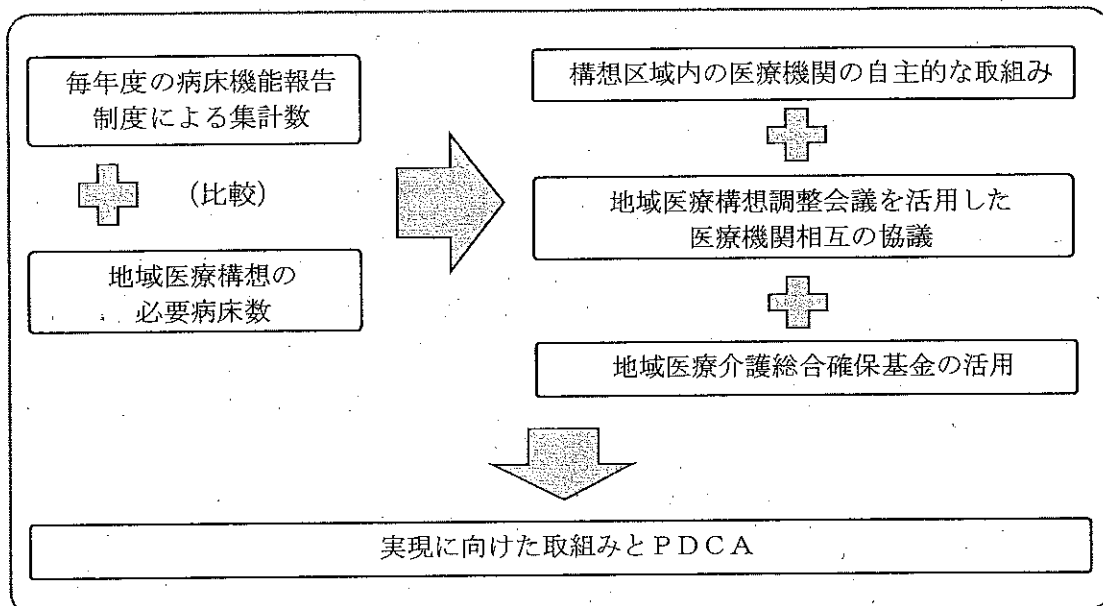 毎年度の病床機能報告
制度による集計数
(比較)
地域医療構想の
必要病床数
構想区域内の医療機関の自主的な取組み
地域医療構想調整会議を活用した
医療機関相互の協議
地域医療介護総合確保基金の活用
実現に向けた取組みとPDCA